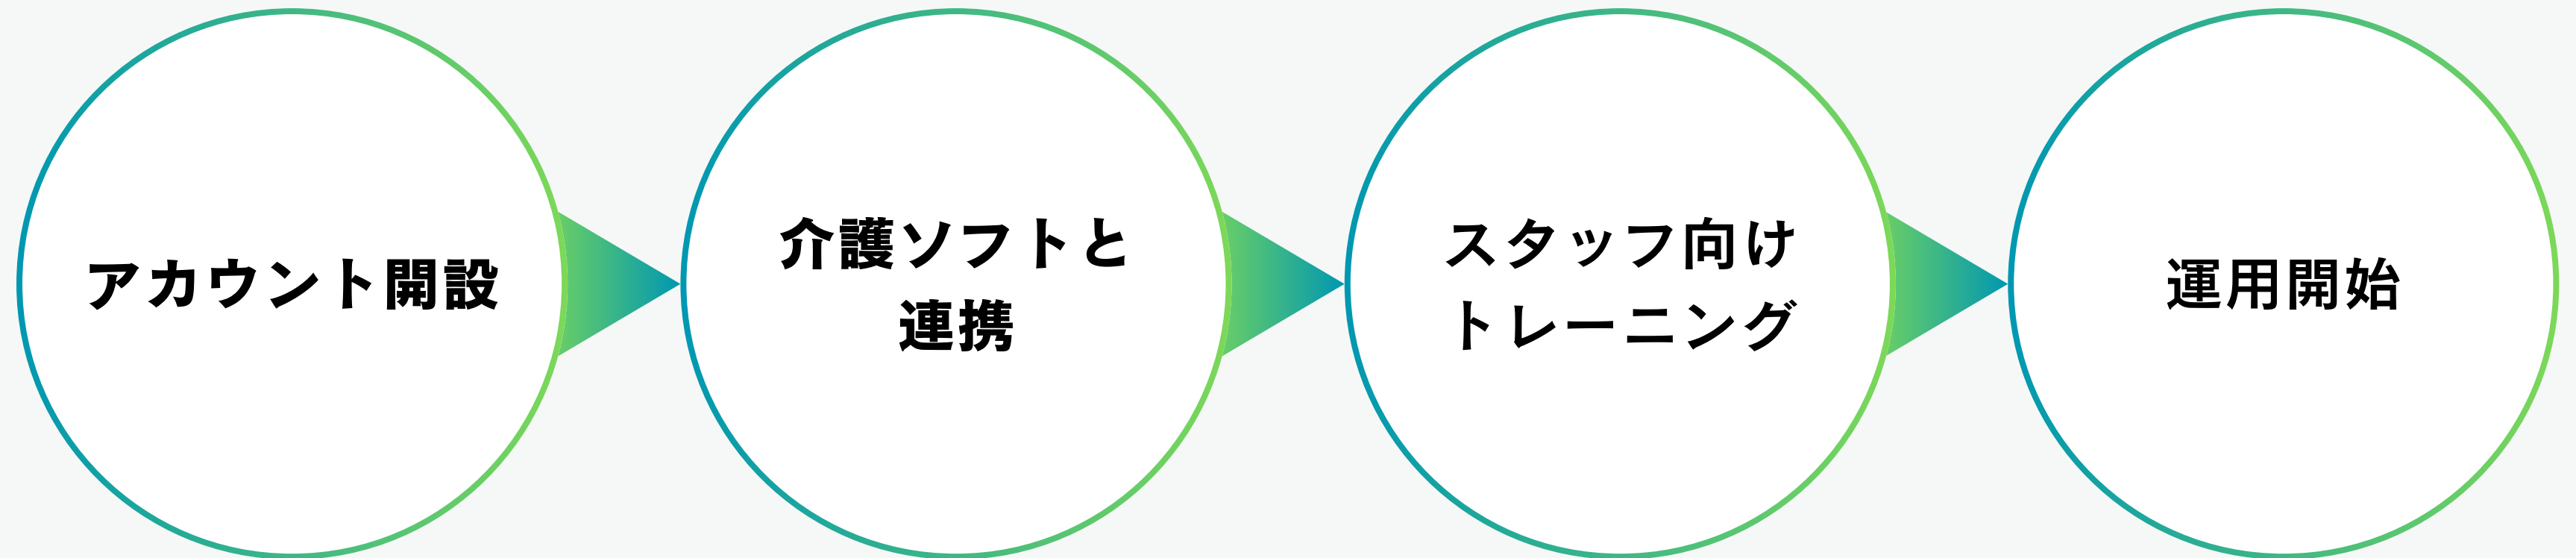 アカウント開設
介護ソフトと
連携
スタッフ向け
トレーニング
運用開始